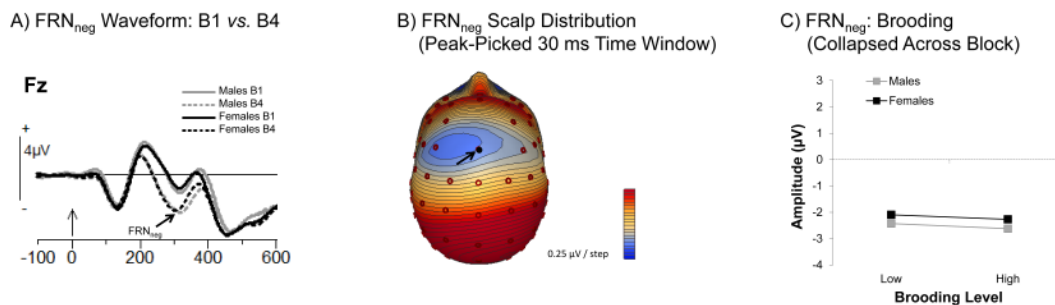 A) FRNneg Waveform: B1 vs. B4
Fz
Males B1
Males B4
Females B1
Females B4
+
4µV
-
FRNneg
-100 0 200 400 600
B) FRNneg Scalp Distribution
(Peak-Picked 30 ms Time Window)
0.25 µV / step
C) FRNneg: Brooding
(Collapsed Across Block)
Males
Females
Amplitude (µV)
3
2
1
0
-1
-2
-3
-4
Low High
Brooding Level